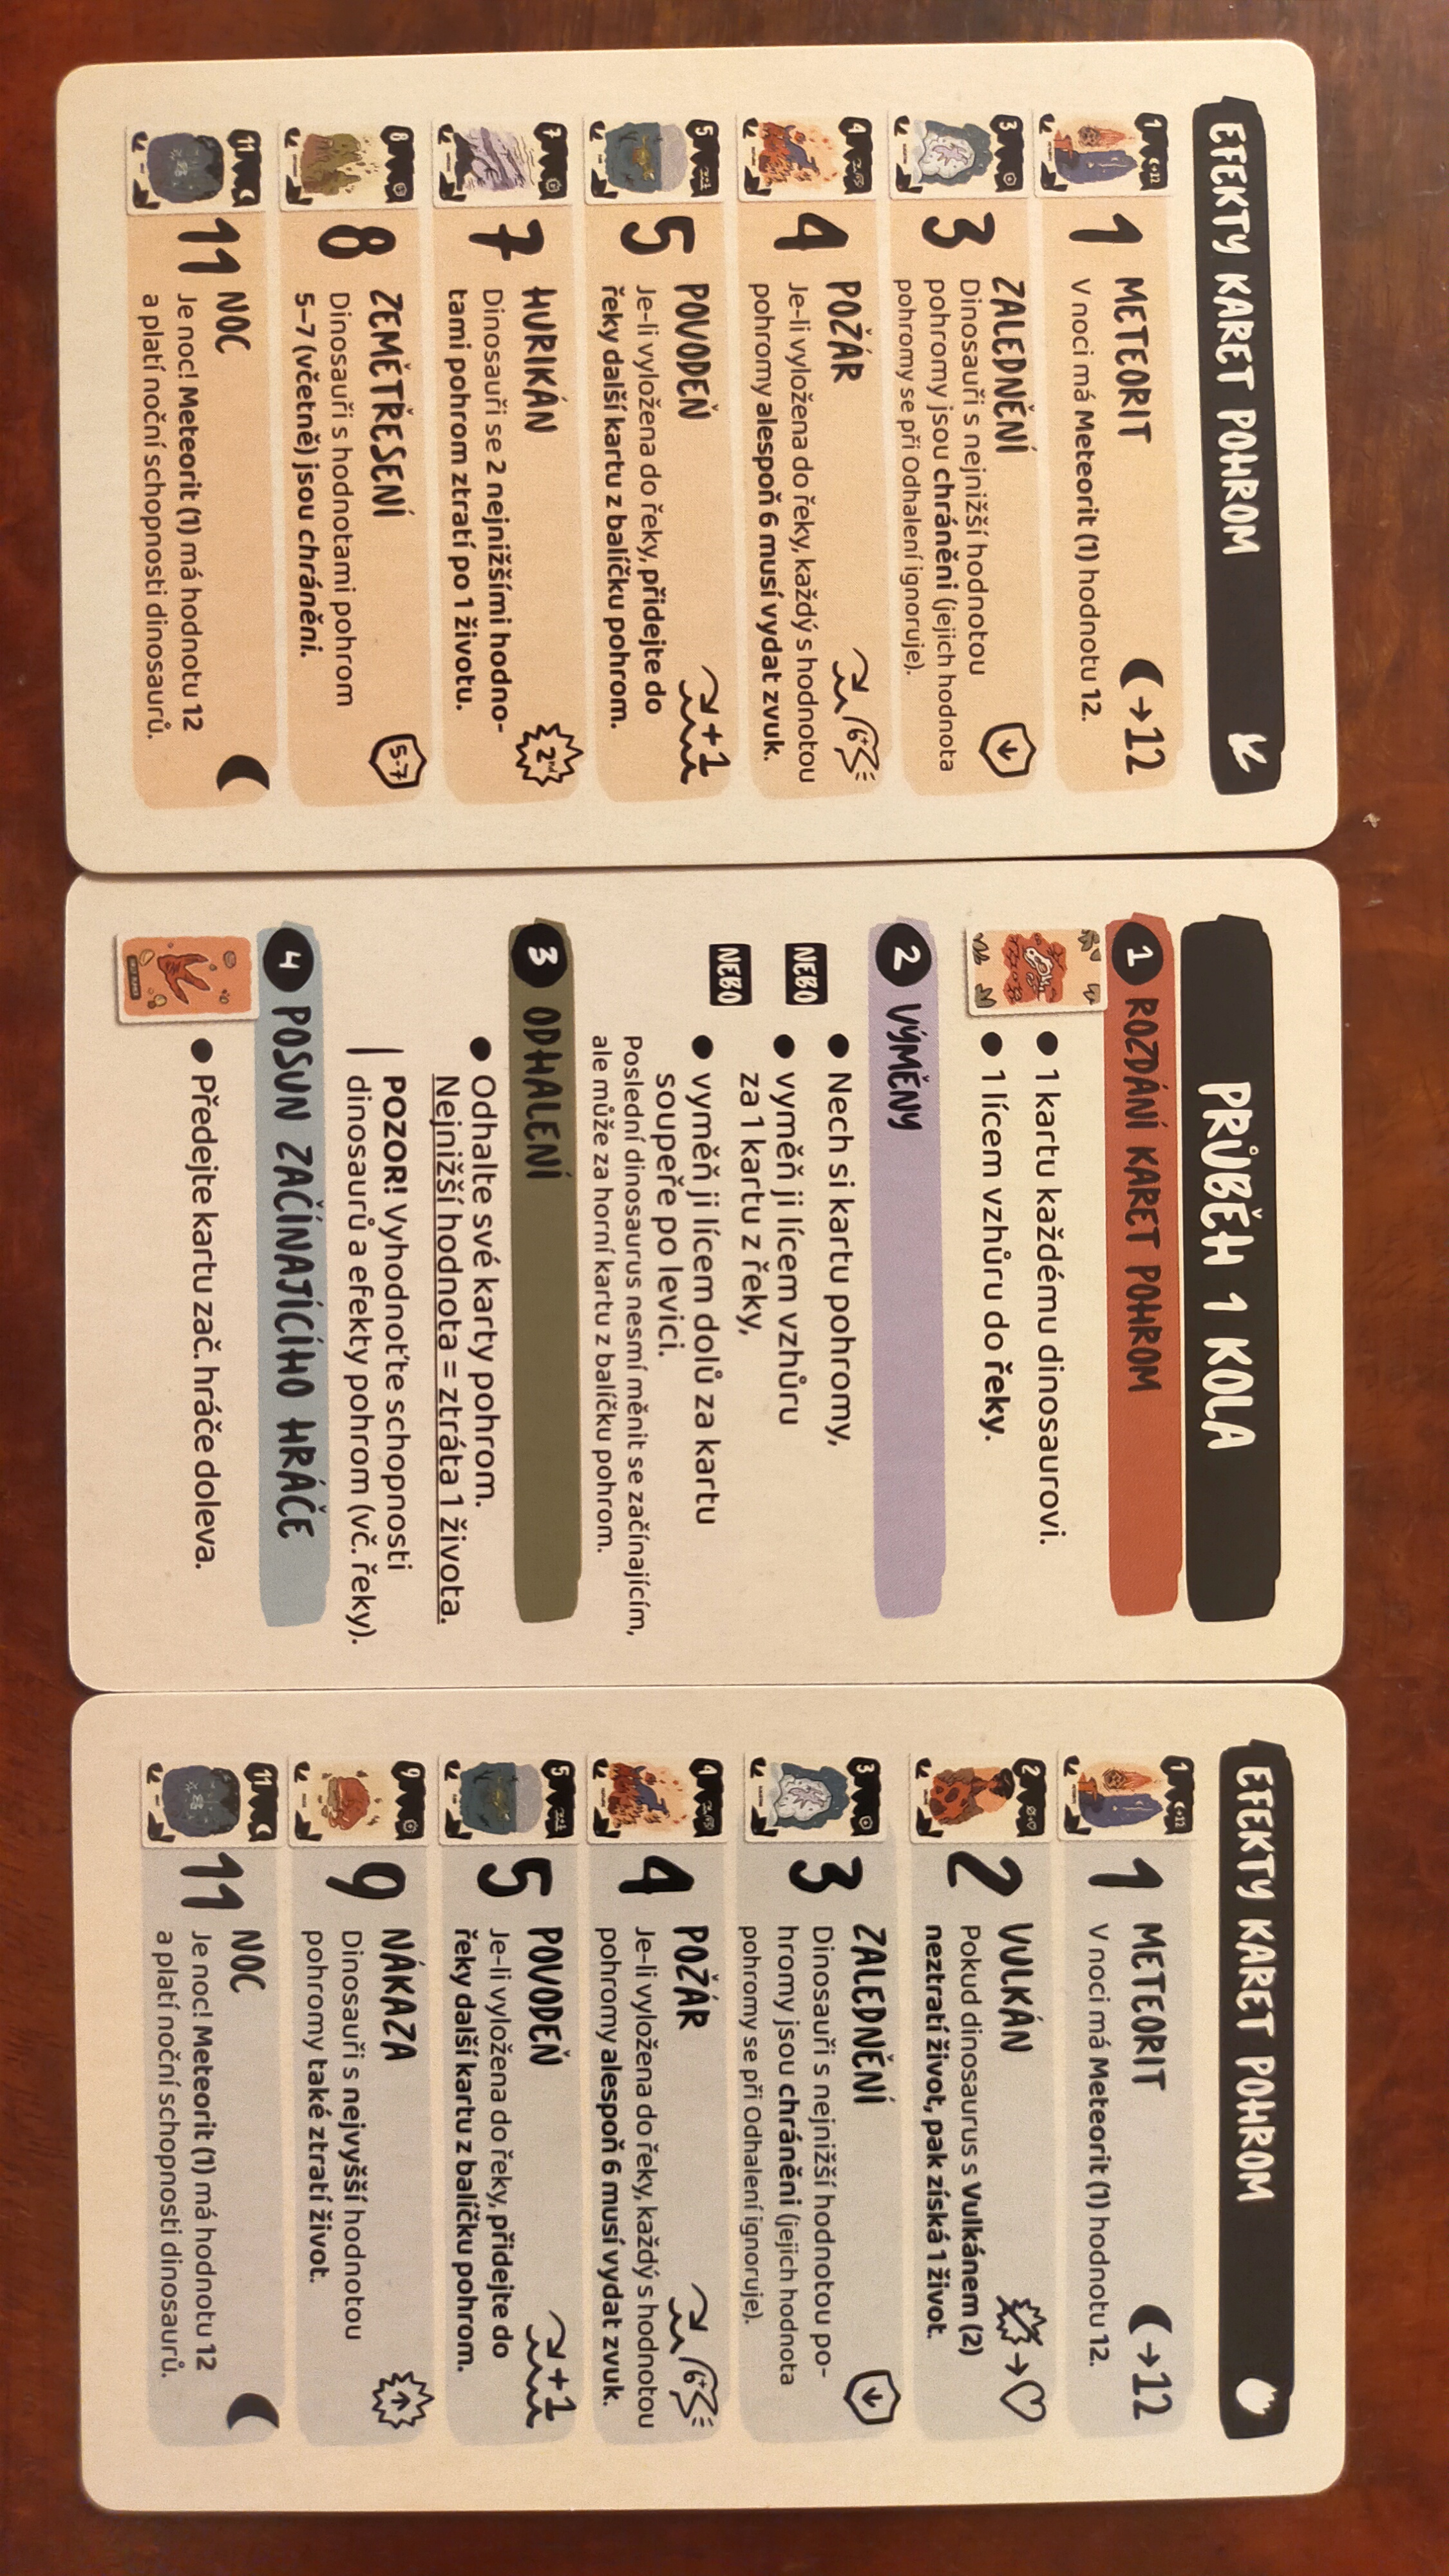 EFEKTY KARET POHROM
1 METEORIT →12
V noci má Meteorit (1) hodnotu 12.
3 ZALEDNĚNÍ
Dinosauři s nejnižší hodnotou
pohromy jsou chráněni (jejich hodnota
pohromy se při Odhalení ignoruje).
4 POŽÁR 6+
Je-li vyložena do řeky, každý s hodnotou
pohromy alespoň 6 musí vydat zvuk.
5 POVODEŇ +1
Je-li vyložena do řeky, přidejte do
řeky další kartu z balíčku pohrom.
7 HURIKÁN 2
Dinosauři se 2 nejnižšími hodno-
tami pohrom ztratí po 1 životu.
8 ZEMĚTŘESENÍ 5-7
Dinosauři s hodnotami pohrom
5–7 (včetně) jsou chráněni.
11 NOC
Je noc! Meteorit (1) má hodnotu 12
a platí noční schopnosti dinosaurů.
PRŮBĚH 1 KOLA
1 ROZDÁNÍ KARET POHROM
● 1 kartu každému dinosaurovi.
● 1 lícem vzhůru do řeky.
2 VÝMĚNY
● Nech si kartu pohromy,
NEBO ● vyměň ji lícem vzhůru
za 1 kartu z řeky,
NEBO ● vyměň ji lícem dolů za kartu
soupeře po levici.
Poslední dinosaurus nesmí měnit se začínajícím,
ale může za horní kartu z balíčku pohrom.
3 ODHALENÍ
● Odhalte své karty pohrom.
Nejnižší hodnota = ztráta 1 života.
POZOR! Vyhodnoťte schopnosti
dinosaurů a efekty pohrom (vč. řeky).
4 POSUN ZAČÍNAJÍCÍHO HRÁČE
● Předejte kartu zač. hráče doleva.
EFEKTY KARET POHROM
1 METEORIT →12
V noci má Meteorit (1) hodnotu 12.
2 VULKÁN
Pokud dinosaurus s Vulkánem (2)
neztratí život, pak získá 1 život.
3 ZALEDNĚNÍ
Dinosauři s nejnižší hodnotou po-
hromy jsou chráněni (jejich hodnota
pohromy se při Odhalení ignoruje).
4 POŽÁR 6+
Je-li vyložena do řeky, každý s hodnotou
pohromy alespoň 6 musí vydat zvuk.
5 POVODEŇ +1
Je-li vyložena do řeky, přidejte do
řeky další kartu z balíčku pohrom.
9 NÁKAZA
Dinosauři s nejvyšší hodnotou
pohromy také ztratí život.
11 NOC
Je noc! Meteorit (1) má hodnotu 12
a platí noční schopnosti dinosaurů.